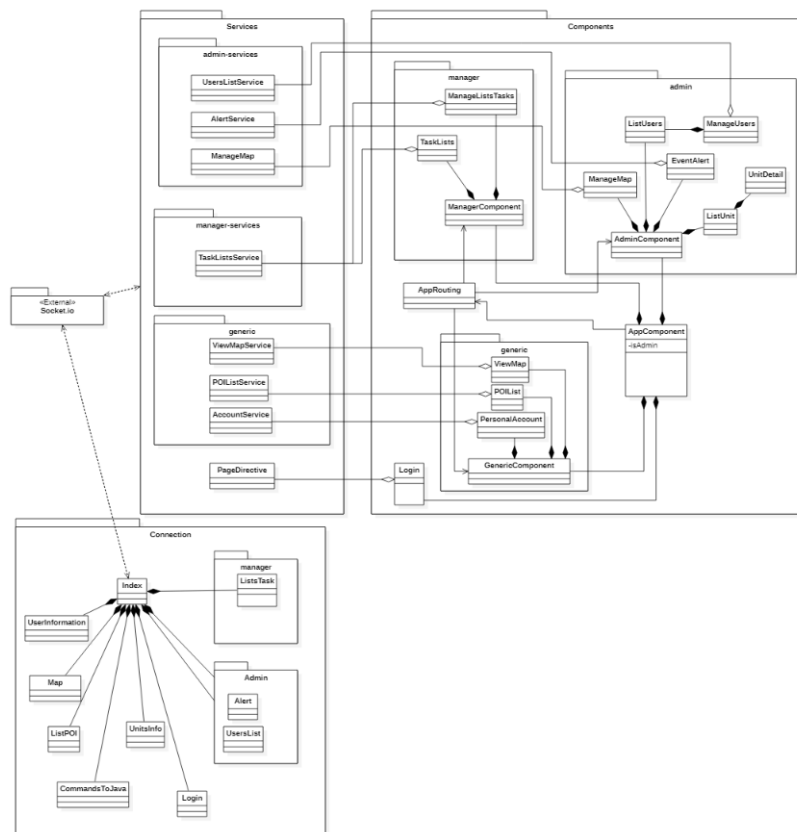 Services
Components
admin-services
UsersListService
AlertService
ManageMap
manager
ManageListsTasks
TaskLists
ManagerComponent
admin
ListUsers
ManageUsers
EventAlert
ManageMap
UnitDetail
ListUnit
AdminComponent
manager-services
TaskListsService
«External»
Socket.io
AppRouting
AppComponent
-isAdmin
generic
ViewMapService
POIListService
AccountService
generic
ViewMap
POIList
PersonalAccount
GenericComponent
PageDirective
Login
Connection
manager
ListsTask
Index
UserInformation
Map
ListPOI
UnitsInfo
CommandsToJava
Login
Admin
Alert
UsersList